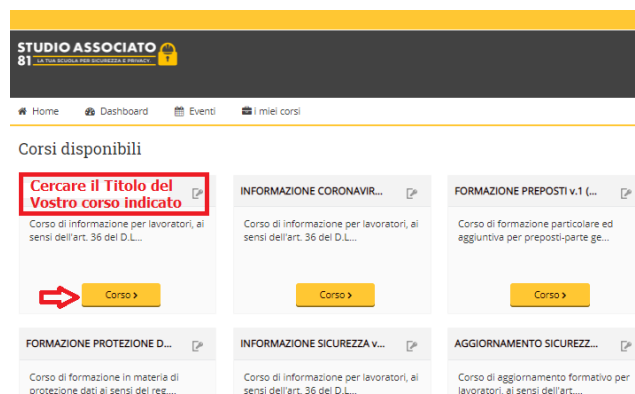 STUDIO ASSOCIATO
81 LA TUA SCUOLA PER SICUREZZA E PRIVACY
Home Dashboard Eventi i miei corsi
Corsi disponibili
Cercare il Titolo del
Vostro corso indicato
INFORMAZIONE CORONAVIR...
FORMAZIONE PREPOSTI v.1 (...
Corso di informazione per lavoratori, ai
sensi dell'art. 36 del D.L...
Corso di informazione per lavoratori, ai
sensi dell'art. 36 del D.L...
Corso di formazione particolare ed
aggiuntiva per preposti-parte ge...
Corso >
Corso >
Corso >
FORMAZIONE PROTEZIONE D...
INFORMAZIONE SICUREZZA v...
AGGIORNAMENTO SICUREZZ...
Corso di formazione in materia di
protezione dati ai sensi del reg....
Corso di informazione per lavoratori, ai
sensi dell'art. 36 del D.L...
Corso di aggiornamento formativo per
lavoratori, ai sensi dell'art....